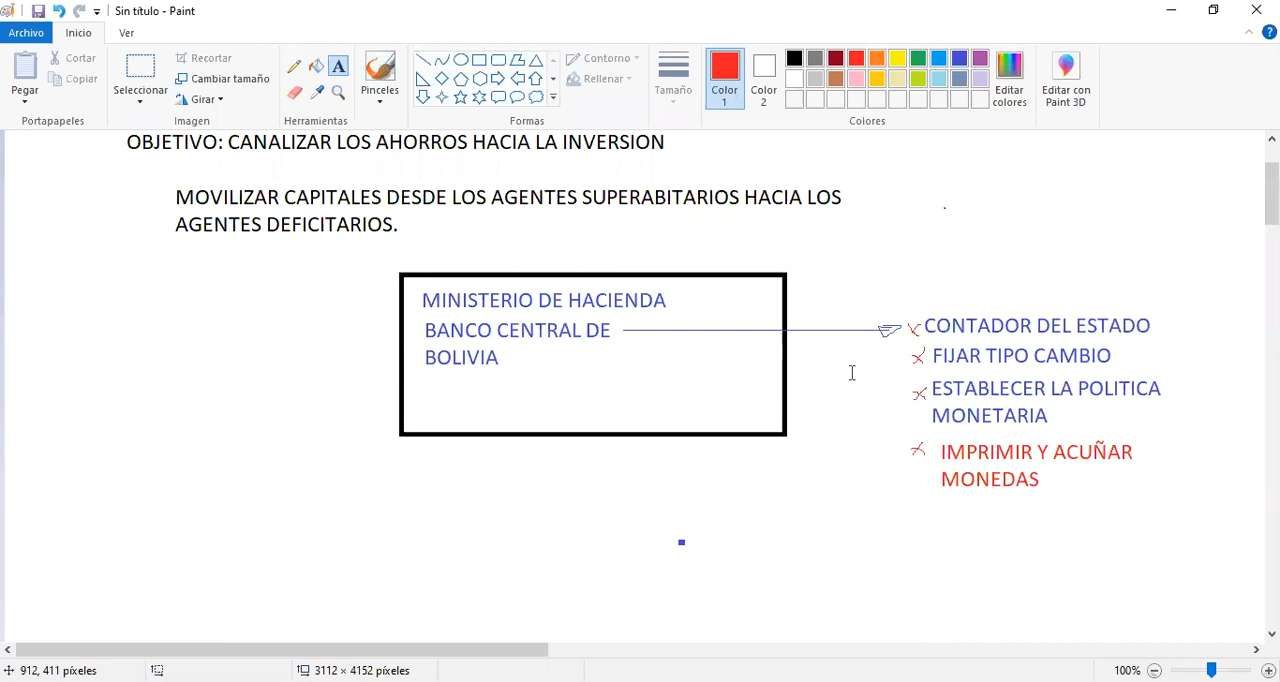 Sin título - Paint
Archivo
Inicio
Ver
Pegar
Cortar
Copiar
Portapapeles
Seleccionar
Recortar
Cambiar tamaño
Girar
Imagen
A
Herramientas
Pinceles
Contorno
Rellenar
Formas
Tamaño
Color
1
Color
2
Editar
colores
Colores
Editar con
Paint 3D
OBJETIVO: CANALIZAR LOS AHORROS HACIA LA INVERSION
MOVILIZAR CAPITALES DESDE LOS AGENTES SUPERABITARIOS HACIA LOS
AGENTES DEFICITARIOS.
MINISTERIO DE HACIENDA
BANCO CENTRAL DE
BOLIVIA
CONTADOR DEL ESTADO
FIJAR TIPO CAMBIO
ESTABLECER LA POLITICA
MONETARIA
IMPRIMIR Y ACUÑAR
MONEDAS
912, 411 píxeles
3112 × 4152 píxeles
100%